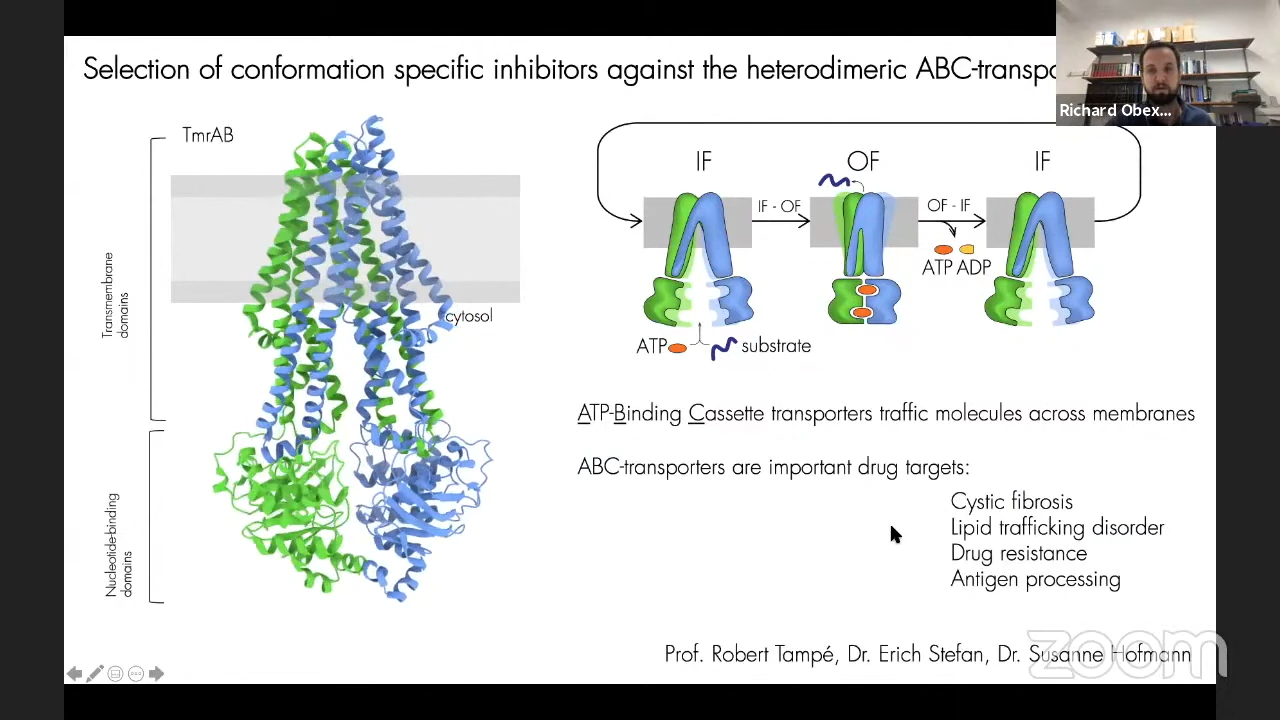 Selection of conformation specific inhibitors against the heterodimeric ABC-transpo
Richard Obex...
TmrAB
Transmembrane
domains
Nucleotide-binding
domains
cytosol
IF
OF
IF
IF - OF
OF - IF
ATP ADP
ATP
substrate
ATP-Binding Cassette transporters traffic molecules across membranes
ABC-transporters are important drug targets:
Cystic fibrosis
Lipid trafficking disorder
Drug resistance
Antigen processing
Prof. Robert Tampé, Dr. Erich Stefan, Dr. Susanne Hofmann
zoom